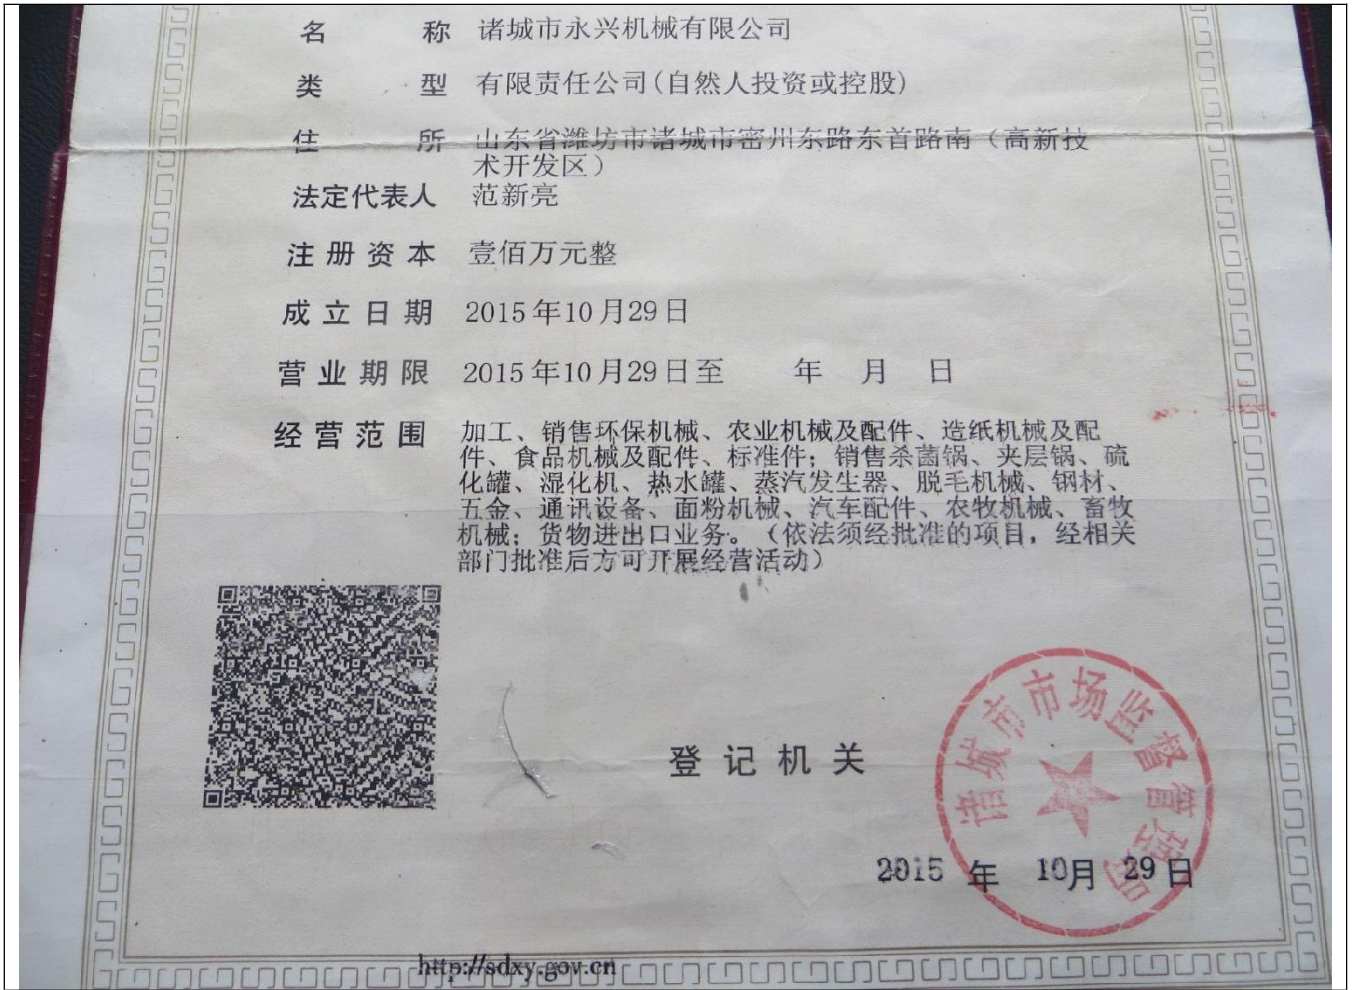 名 称 诸城市永兴机械有限公司
类 型 有限责任公司(自然人投资或控股)
住 所 山东省潍坊市诸城市密州东路东首路南（高新技
术开发区）
法定代表人 范新亮
注册资本 壹佰万元整
成立日期 2015年10月29日
营业期限 2015年10月29日至 年 月 日
经营范围 加工、销售环保机械、农业机械及配件、造纸机械及配
件、食品机械及配件、标准件；销售杀菌锅、夹层锅、硫
化罐、湿化机、热水罐、蒸汽发生器、脱毛机械、钢材、
五金、通讯设备、面粉机械、汽车配件、农牧机械、畜牧
机械；货物进出口业务。（依法须经批准的项目，经相关
部门批准后方可开展经营活动）
登记机关
诸城市市场监督管理局
2015 年 10月 29日
http://sdxy.gov.cn